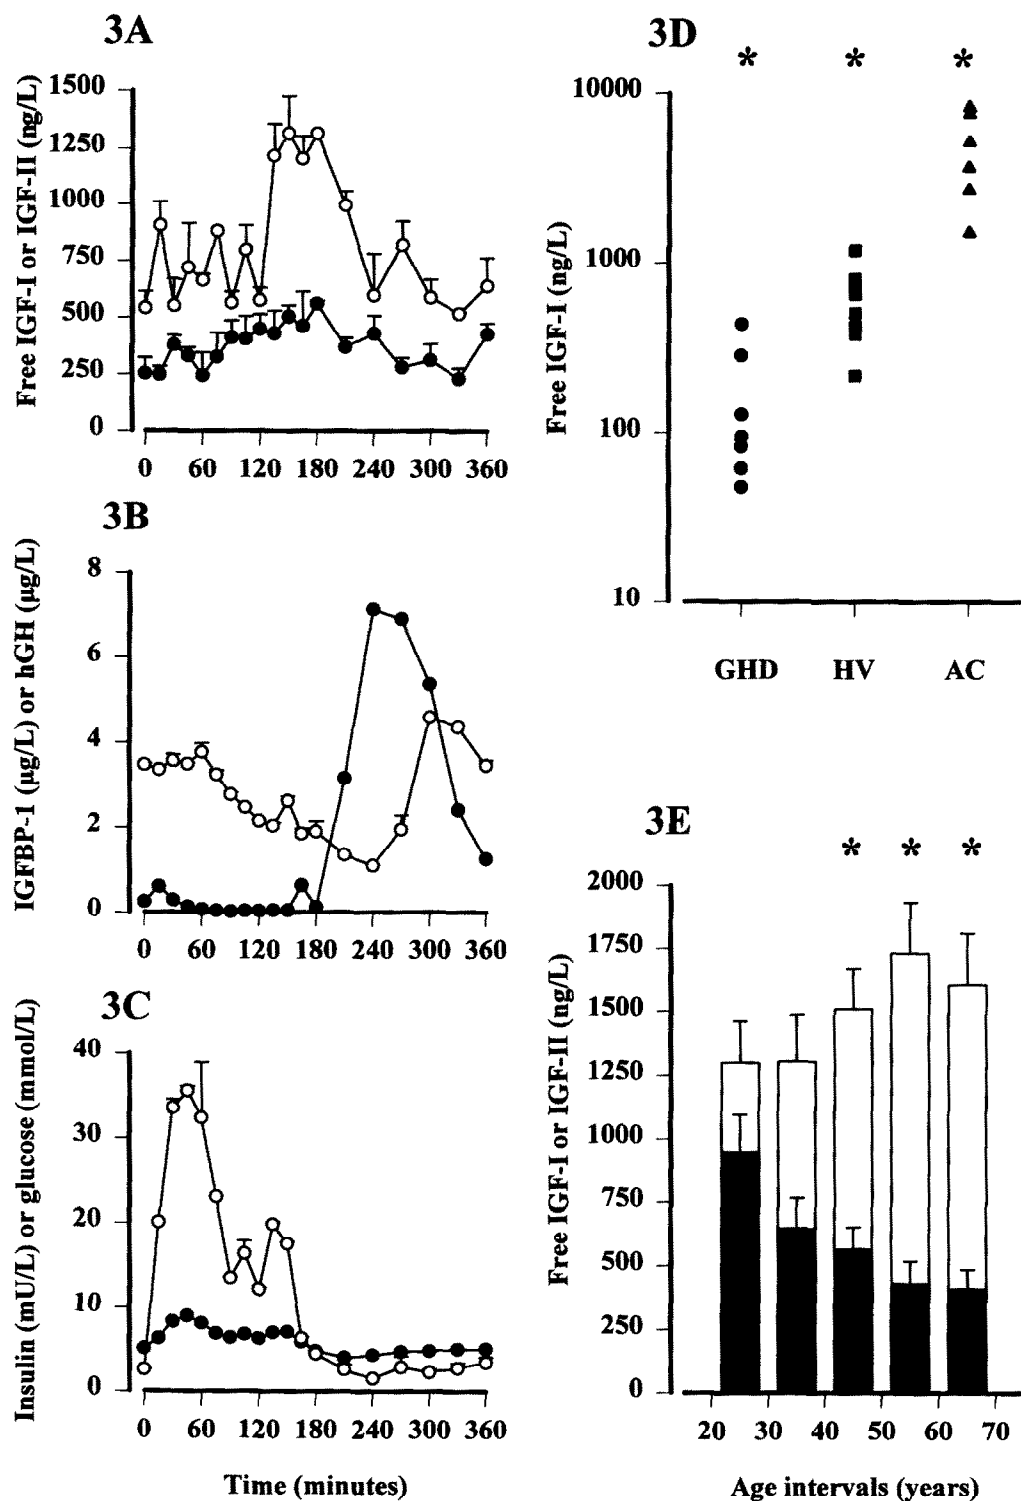 3A
Free IGF-I or IGF-II (ng/L)
1500
1250
1000
750
500
250
0
0 60 120 180 240 300 360
3B
IGFBP-1 (µg/L) or hGH (µg/L)
8
6
4
2
0
0 60 120 180 240 300 360
3C
Insulin (mU/L) or glucose (mmol/L)
40
30
20
10
0
0 60 120 180 240 300 360
Time (minutes)
3D
* * *
Free IGF-I (ng/L)
10000
1000
100
10
GHD HV AC
3E
* * *
Free IGF-I or IGF-II (ng/L)
2000
1750
1500
1250
1000
750
500
250
0
20 30 40 50 60 70
Age intervals (years)